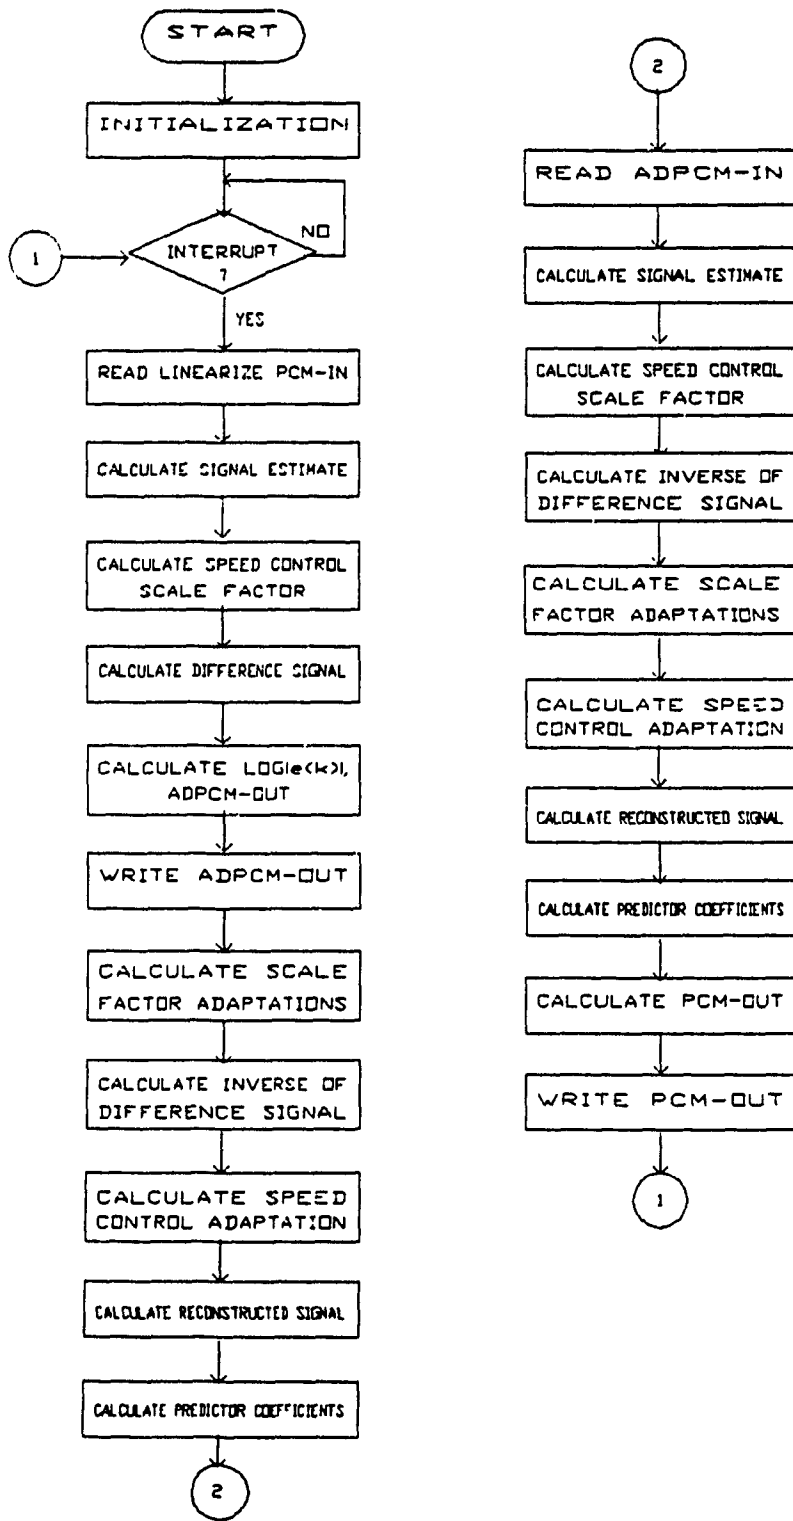 START
INITIALIZATION
NO
1
INTERRUPT
?
YES
READ LINEARIZE PCM-IN
CALCULATE SIGNAL ESTIMATE
CALCULATE SPEED CONTROL
SCALE FACTOR
CALCULATE DIFFERENCE SIGNAL
CALCULATE LOG|e(k)|,
ADPCM-OUT
WRITE ADPCM-OUT
CALCULATE SCALE
FACTOR ADAPTATIONS
CALCULATE INVERSE OF
DIFFERENCE SIGNAL
CALCULATE SPEED
CONTROL ADAPTATION
CALCULATE RECONSTRUCTED SIGNAL
CALCULATE PREDICTOR COEFFICIENTS
2
2
READ ADPCM-IN
CALCULATE SIGNAL ESTIMATE
CALCULATE SPEED CONTROL
SCALE FACTOR
CALCULATE INVERSE OF
DIFFERENCE SIGNAL
CALCULATE SCALE
FACTOR ADAPTATIONS
CALCULATE SPEED
CONTROL ADAPTATION
CALCULATE RECONSTRUCTED SIGNAL
CALCULATE PREDICTOR COEFFICIENTS
CALCULATE PCM-OUT
WRITE PCM-OUT
1